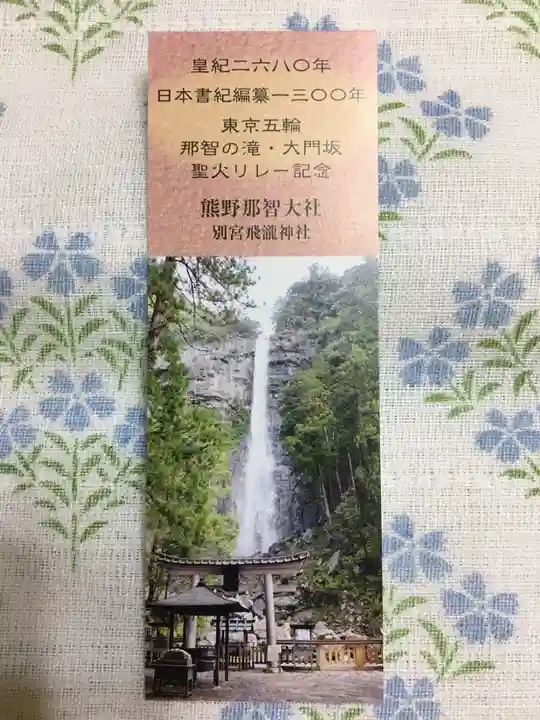 皇紀二六八〇年
日本書紀編纂一三〇〇年
東京五輪
那智の滝・大門坂
聖火リレー記念
熊野那智大社
別宮飛瀧神社